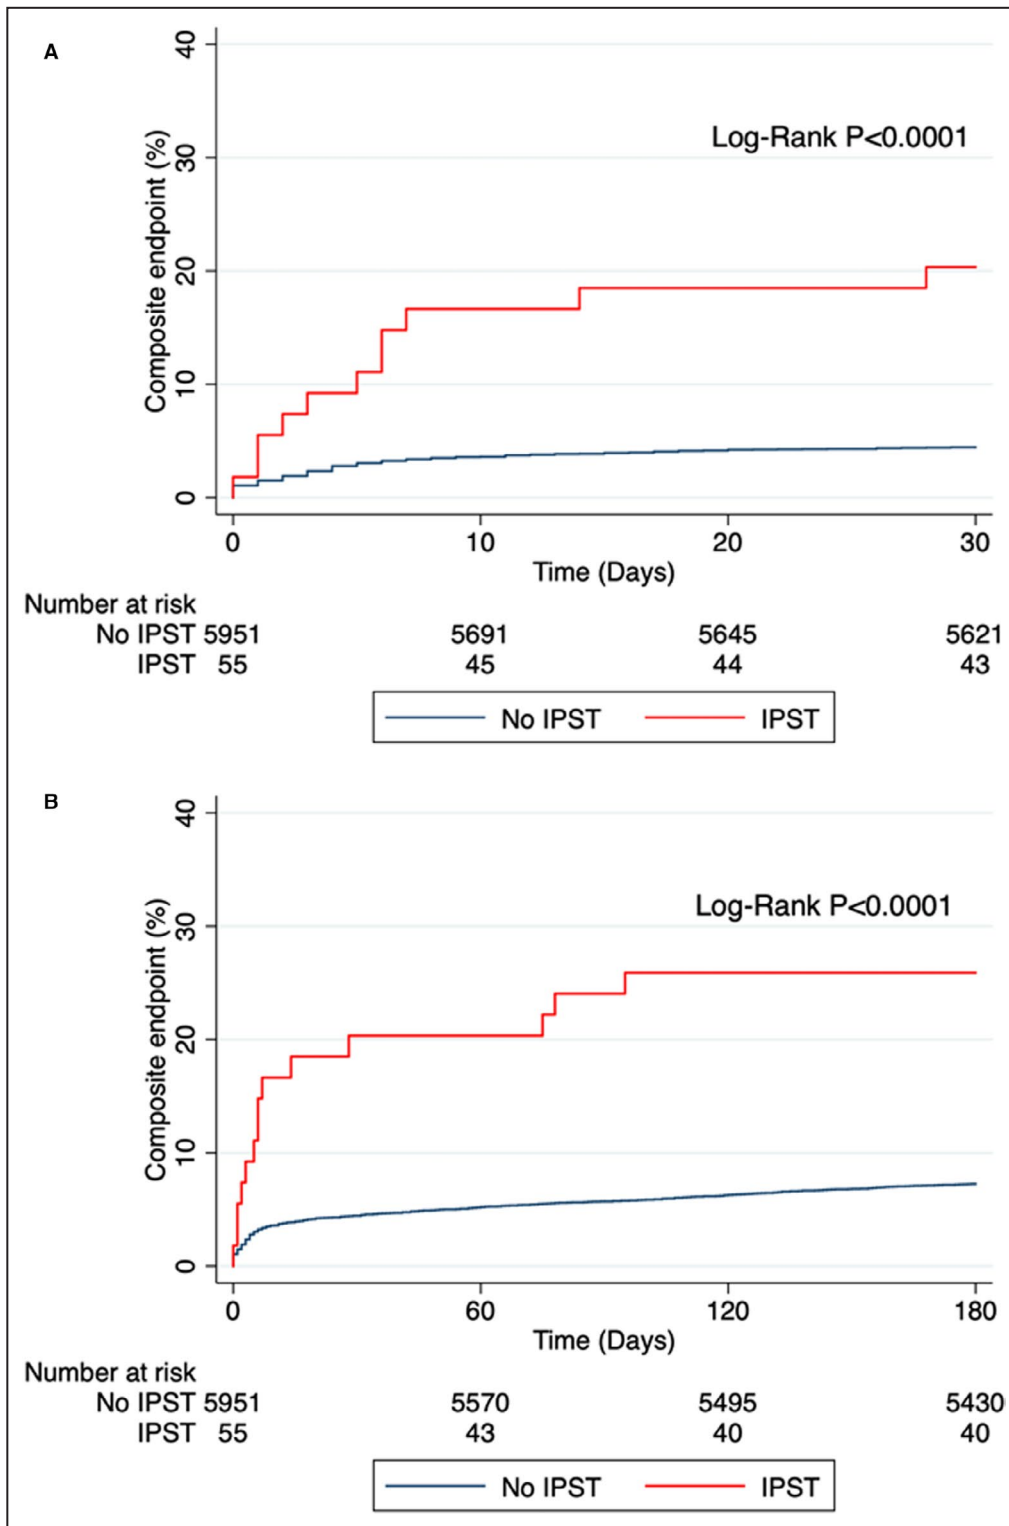 A
Composite endpoint (%)
40
30
20
10
0
Log-Rank P<0.0001
0 10 20 30
Time (Days)
Number at risk
No IPST 5951 5691 5645 5621
IPST 55 45 44 43
No IPST IPST
B
Composite endpoint (%)
40
30
20
10
0
Log-Rank P<0.0001
0 60 120 180
Time (Days)
Number at risk
No IPST 5951 5570 5495 5430
IPST 55 43 40 40
No IPST IPST